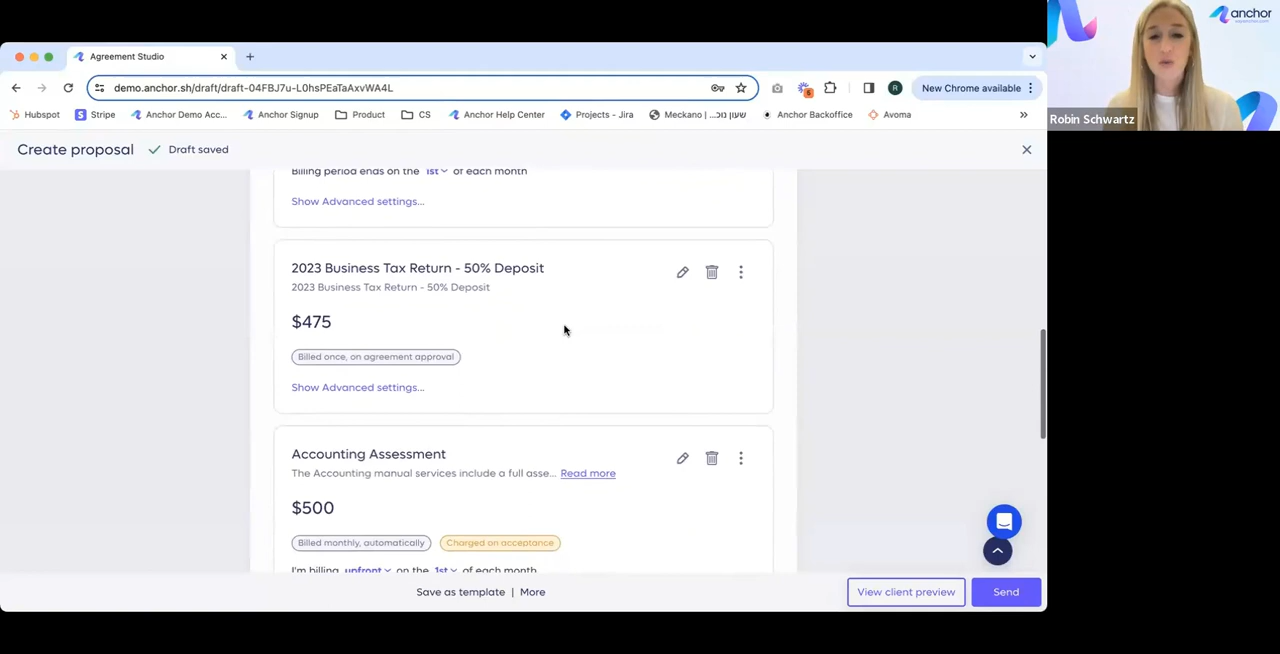 Agreement Studio
demo.anchor.sh/draft/draft-04FBJ7u-L0hsPEaTaAxvWA4L
R
New Chrome available
Hubspot
Stripe
Anchor Demo Acc...
Anchor Signup
Product
CS
Anchor Help Center
Projects - Jira
Meckano | ...שעון נוכ
Anchor Backoffice
Avoma
»
6
Create proposal
Draft saved
Billing period ends on the 1st of each month
Show Advanced settings...
2023 Business Tax Return - 50% Deposit
2023 Business Tax Return - 50% Deposit
$475
Billed once, on agreement approval
Show Advanced settings...
Accounting Assessment
The Accounting manual services include a full asse... Read more
$500
Billed monthly, automatically
Charged on acceptance
I'm billing upfront on the 1st of each month
Save as template | More
View client preview
Send
anchor
Robin Schwartz